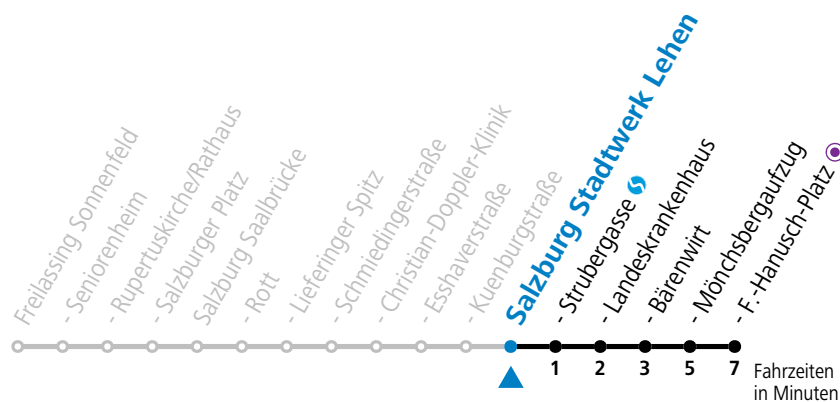 Freilassing Sonnenfeld
- Seniorenheim
- Rupertuskirche/Rathaus
- Salzburger Platz
Salzburg Saalbrücke
- Rott
- Lieferinger Spitz
- Schmiedingerstraße
- Christian-Doppler-Klinik
- Esshaverstraße
- Kuenburgstraße
Salzburg Stadtwerk Lehen
- Strubergasse
- Landeskrankenhaus
- Bärenwirt
- Mönchsbergaufzug
- F.-Hanusch-Platz
1 2 3 5 7
Fahrzeiten
in Minuten